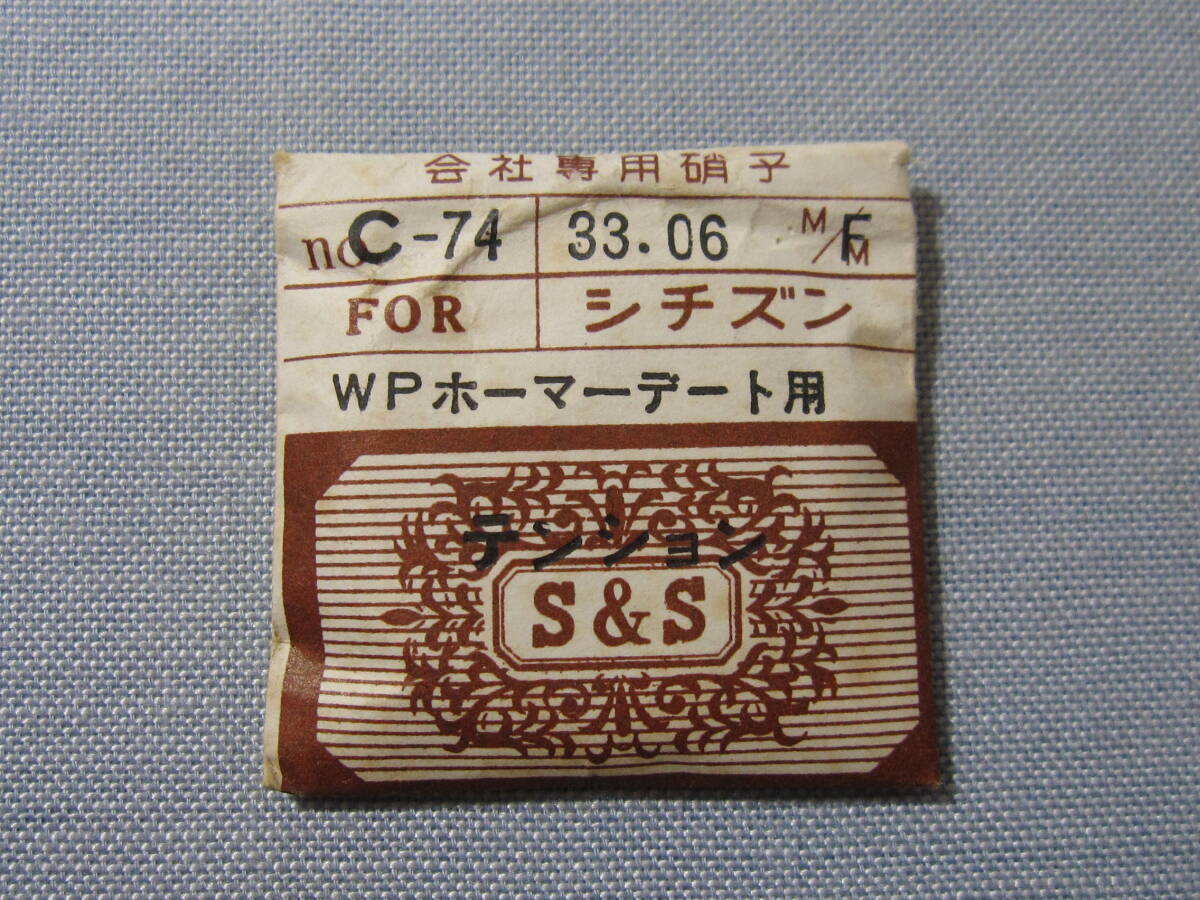 会社専用硝子
no. C-74 33.06 M/M F
FOR シチズン
WPホーマーデート用
テンション
S&S